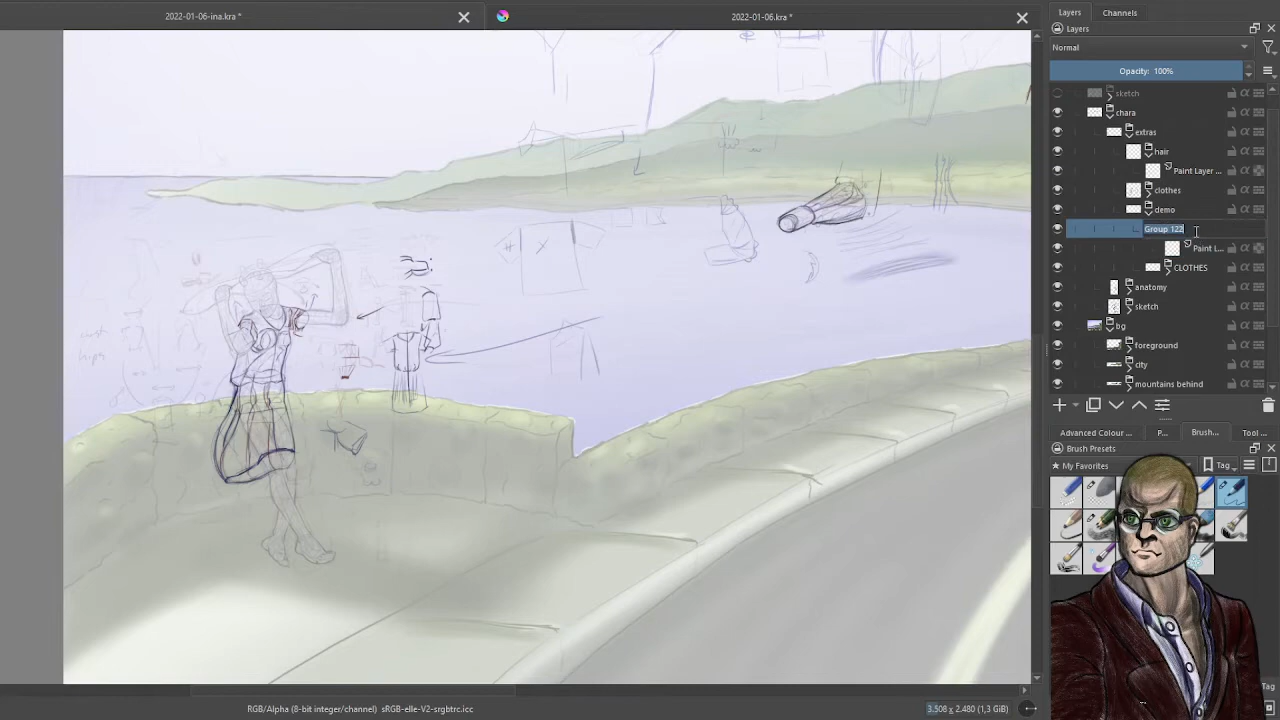 2022-01-06-ina.kra *
2022-01-06.kra *
Layers
Channels
Layers
Normal
Opacity: 100%
sketch
chara
extras
hair
Paint Layer ...
clothes
demo
Group 122
Paint L...
CLOTHES
anatomy
sketch
bg
foreground
city
mountains behind
Advanced Colour ...
P...
Brush...
Tool ...
Brush Presets
★ My Favorites
Tag
Tag
RGB/Alpha (8-bit integer/channel) sRGB-elle-V2-srgbtrc.icc
3.508 x 2.480 (1,3 GiB)